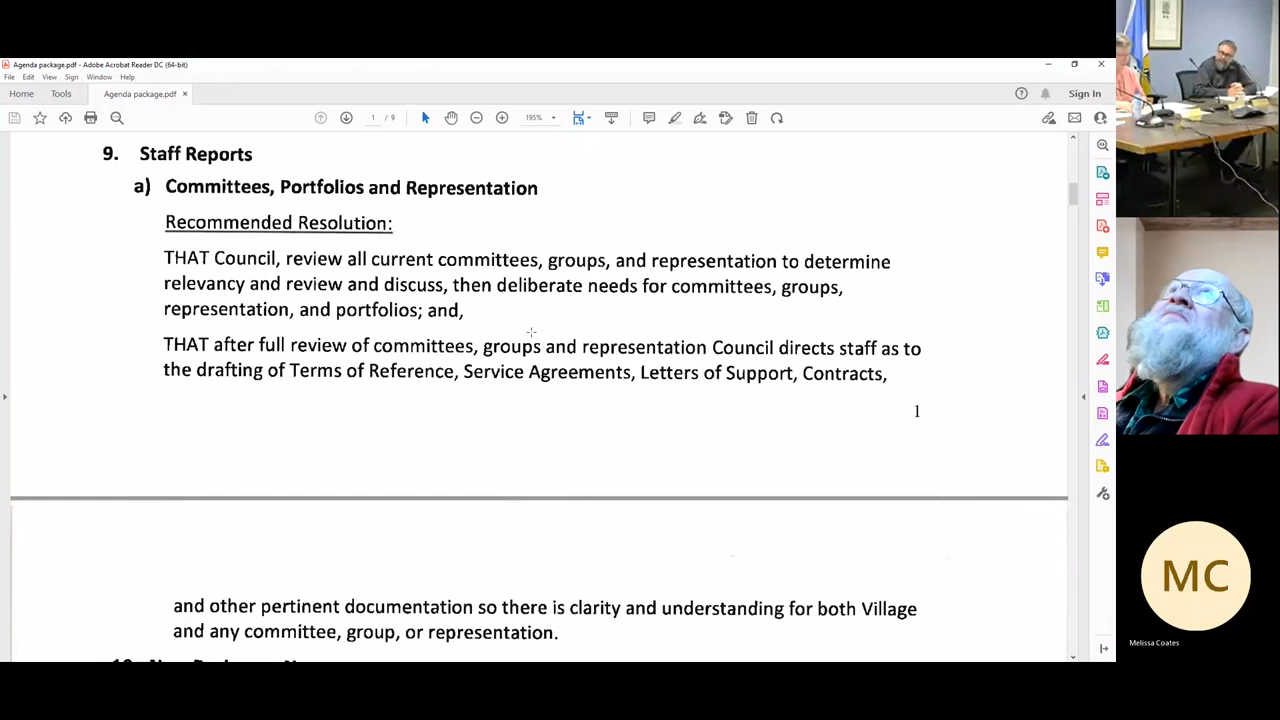 Agenda package.pdf - Adobe Acrobat Reader DC (64-bit)
File Edit View Sign Window Help
Home Tools Agenda package.pdf × Sign In
1 / 9 195%
9. Staff Reports
a) Committees, Portfolios and Representation
Recommended Resolution:
THAT Council, review all current committees, groups, and representation to determine
relevancy and review and discuss, then deliberate needs for committees, groups,
representation, and portfolios; and,
THAT after full review of committees, groups and representation Council directs staff as to
the drafting of Terms of Reference, Service Agreements, Letters of Support, Contracts,
1
and other pertinent documentation so there is clarity and understanding for both Village
and any committee, group, or representation.
MC
Melissa Coates